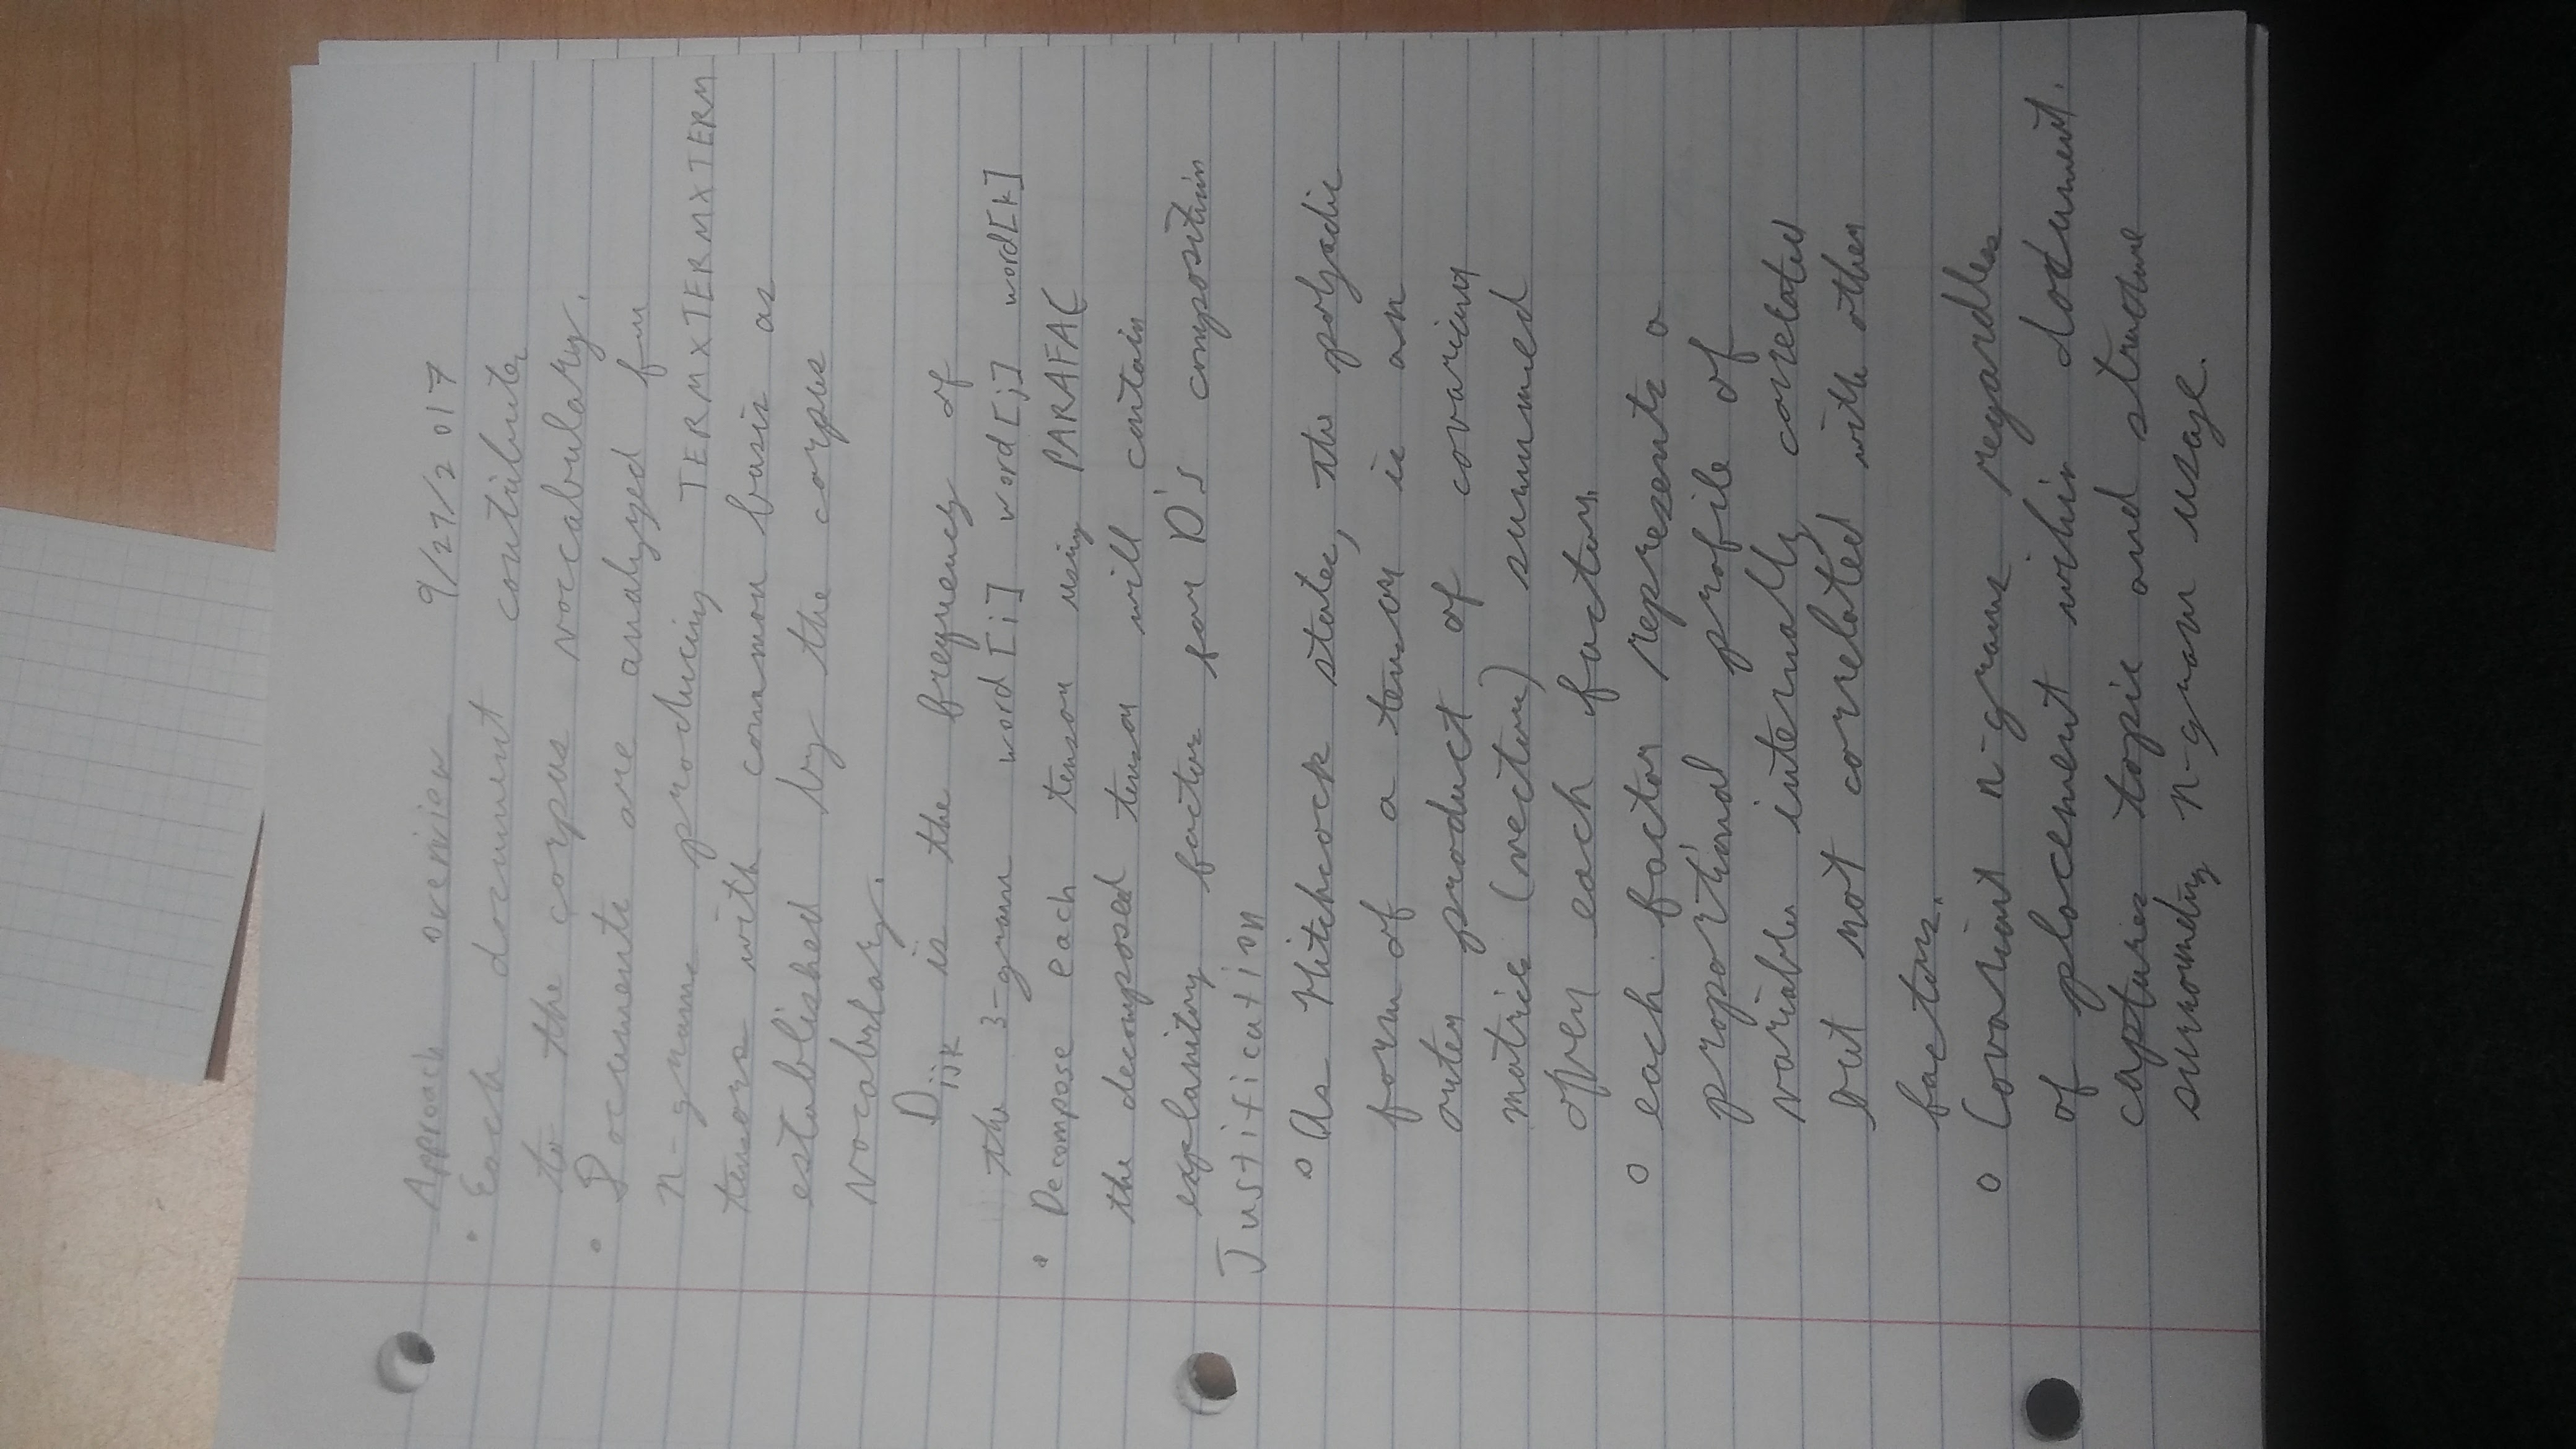 Approach overview 9/27/2017
• Each document contributes
to the corpus voccabulary.
• Documents are analyzed for
n-grams producing TERMXTERMXTERM
tensors with common basis as
established by the corpus
vocabulary.
Dijk is the frequency of
the 3-gram word[i] word[j] word[k]
• Decompose each tensor using PARAFAC
the decomposed tensor will contain
explanitory factors for D's composition
Justification
o As Hitchcock states, the polyadic
form of a tensor is an
outer product of covariant
matrices (vectors) summed
over each factor.
o each factor represents a
proportional profile of
variables internally correlated
but not correlated with other
factors.
o Covariant n-grams regardless
of placement within document.
captures topic and structure
surrounding n-gram usage.